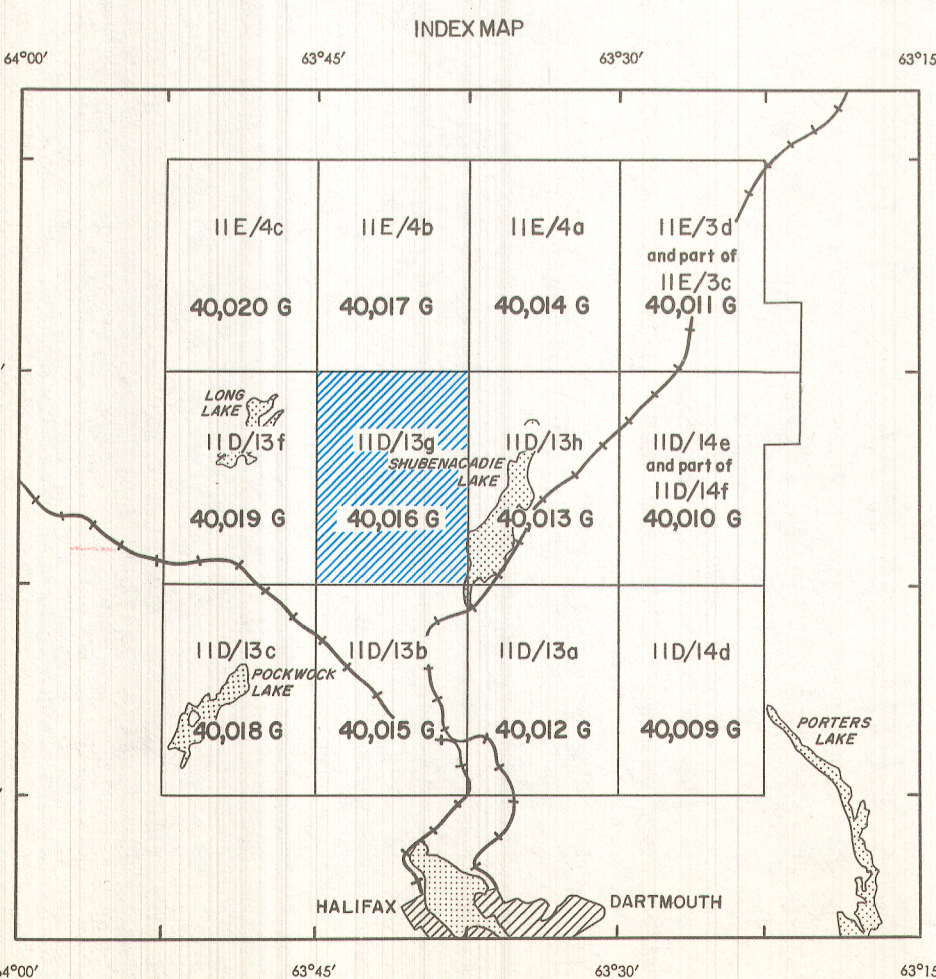 INDEX MAP
64°00′ 63°45′ 63°30′ 63°15
11E/4c 11E/4b 11E/4a 11E/3d
and part of
11E/3c
40,020 G 40,017 G 40,014 G 40,011 G
LONG
LAKE
11D/13f 11D/13g 11D/13h 11D/14e
SHUBENACADIE
LAKE
and part of
11D/14f
40,019 G 40,016 G 40,013 G 40,010 G
11D/13c 11D/13b 11D/13a 11D/14d
POCKWOCK
LAKE
40,018 G 40,015 G 40,012 G 40,009 G
PORTERS
LAKE
HALIFAX DARTMOUTH
4°00′ 63°45′ 63°30′ 63°15